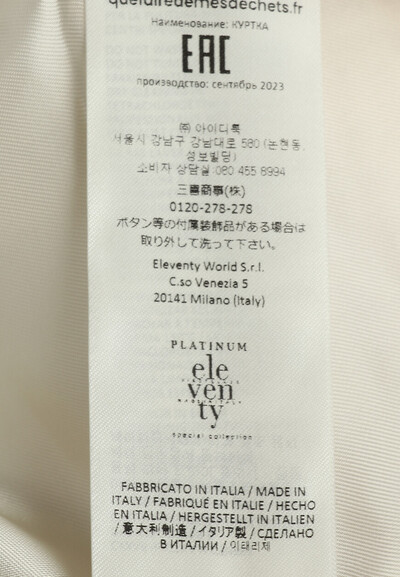 quefairedemesdechets.fr
Наименование: КУРТКА
EAC
производство: сентябрь 2023
㈜ 아이디룩
서울시 강남구 강남대로 580 (논현동,
성보빌딩)
소비자 상담실:080 455 8994
三喜商事(株)
0120-278-278
ボタン等の付属装飾品がある場合は
取り外して洗って下さい。
Eleventy World S.r.l.
C.so Venezia 5
20141 Milano (Italy)
PLATINUM
ele
ven
ty
special collection
FABBRICATO IN ITALIA / MADE IN
ITALY / FABRIQUÉ EN ITALIE / HECHO
EN ITALIA / HERGESTELLT IN ITALIEN
/ 意大利制造 / イタリア製 / СДЕЛАНО
В ИТАЛИИ / 이태리제